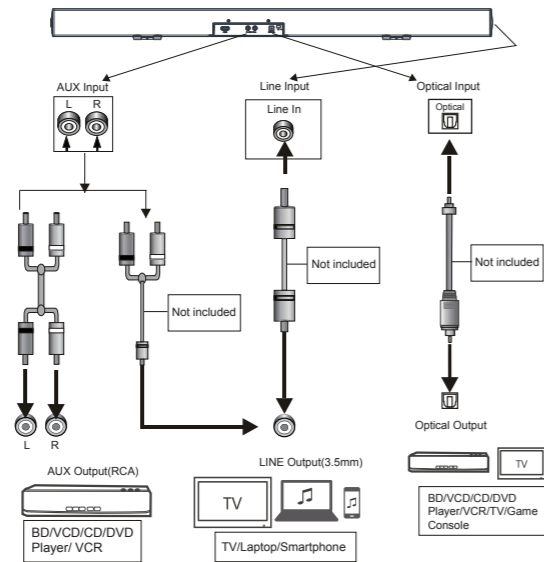 AUX Input
Line Input
Optical Input
L R
Line In
Optical
Not included
Not included
Not included
L R
Optical Output
AUX Output(RCA)
LINE Output(3.5mm)
TV
TV
BD/VCD/CD/DVD
Player/ VCR
TV/Laptop/Smartphone
BD/VCD/CD/DVD
Player/VCR/TV/Game
Console